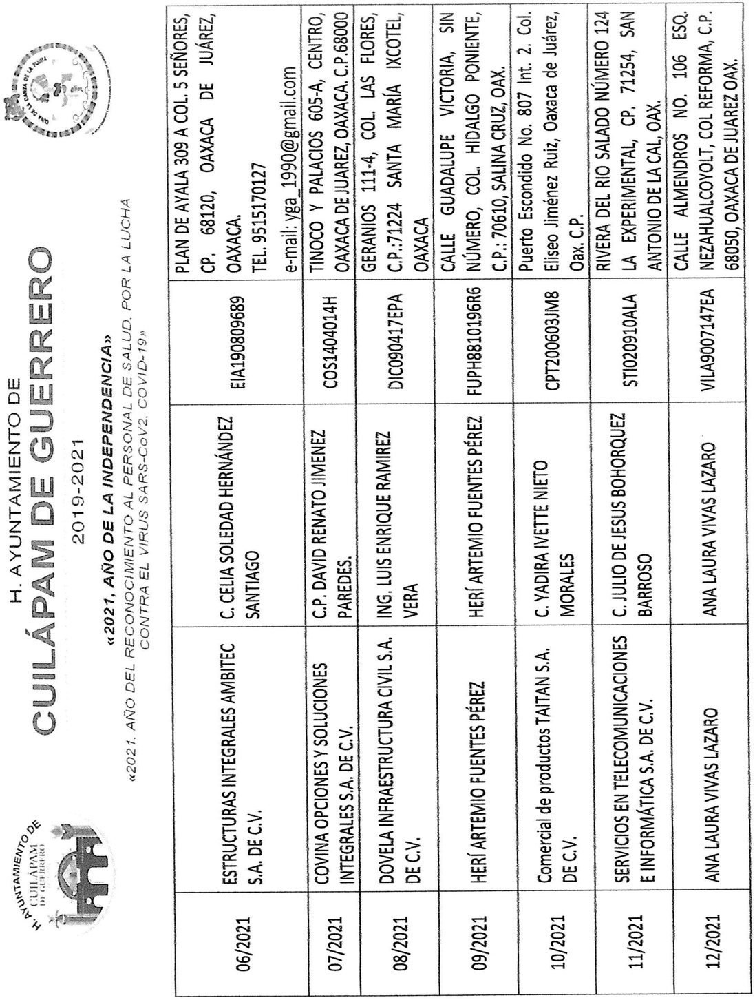 H. AYUNTAMIENTO DE
CUILÁPAM
DE GUERRERO
H. AYUNTAMIENTO DE
CUILÁPAM DE GUERRERO
2019-2021
«2021, AÑO DE LA INDEPENDENCIA»
«2021. AÑO DEL RECONOCIMIENTO AL PERSONAL DE SALUD. POR LA LUCHA
CONTRA EL VIRUS SARS-CoV2. COVID-19»
DE LA DANZA DE LA PLUMA
06/2021
ESTRUCTURAS INTEGRALES AMBITEC
S.A. DE C.V.
C. CELIA SOLEDAD HERNÁNDEZ
SANTIAGO
EIA190809689
PLAN DE AYALA 309 A COL. 5 SEÑORES,
CP. 68120, OAXACA DE JUÁREZ,
OAXACA.
TEL. 9515170127
e-mail: yga_1990@gmail.com
07/2021
COVINA OPCIONES Y SOLUCIONES
INTEGRALES S.A. DE C.V.
C.P. DAVID RENATO JIMENEZ
PAREDES.
COS1404014H
TINOCO Y PALACIOS 605-A, CENTRO,
OAXACA DE JUAREZ, OAXACA. C.P.68000
08/2021
DOVELA INFRAESTRUCTURA CIVIL S.A.
DE C.V.
ING. LUIS ENRIQUE RAMIREZ
VERA
DIC090417EPA
GERANIOS 111-4, COL. LAS FLORES,
C.P.:71224 SANTA MARÍA IXCOTEL,
OAXACA
09/2021
HERÍ ARTEMIO FUENTES PÉREZ
HERÍ ARTEMIO FUENTES PÉREZ
FUPH8810196R6
CALLE GUADALUPE VICTORIA, SIN
NÚMERO, COL. HIDALGO PONIENTE,
C.P.: 70610, SALINA CRUZ, OAX.
10/2021
Comercial de productos TAITAN S.A.
DE C.V.
C. YADIRA IVETTE NIETO
MORALES
CPT200603JM8
Puerto Escondido No. 807 Int. 2. Col.
Eliseo Jiménez Ruiz, Oaxaca de Juárez,
Oax. C.P.
11/2021
SERVICIOS EN TELECOMUNICACIONES
E INFORMÁTICA S.A. DE C.V.
C. JULIO DE JESUS BOHORQUEZ
BARROSO
STI020910ALA
RIVERA DEL RIO SALADO NÚMERO 124
LA EXPERIMENTAL, CP. 71254, SAN
ANTONIO DE LA CAL, OAX.
12/2021
ANA LAURA VIVAS LAZARO
ANA LAURA VIVAS LAZARO
VILA9007147EA
CALLE ALMENDROS NO. 106 ESQ.
NEZAHUALCOYOLT, COL REFORMA, C.P.
68050, OAXACA DE JUAREZ OAX.